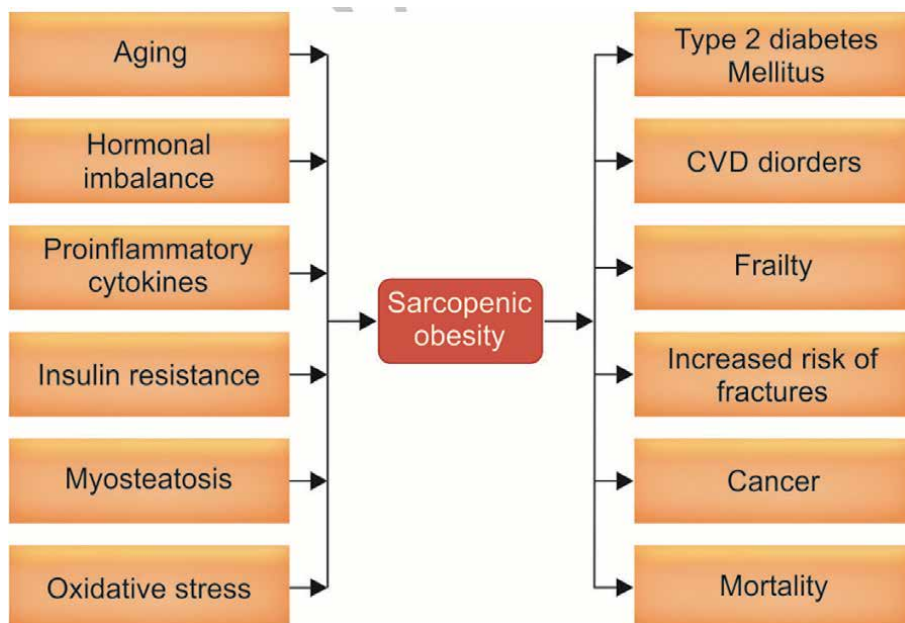 Aging
Hormonal
imbalance
Proinflammatory
cytokines
Insulin resistance
Myosteatosis
Oxidative stress
Sarcopenic
obesity
Type 2 diabetes
Mellitus
CVD diorders
Frailty
Increased risk of
fractures
Cancer
Mortality